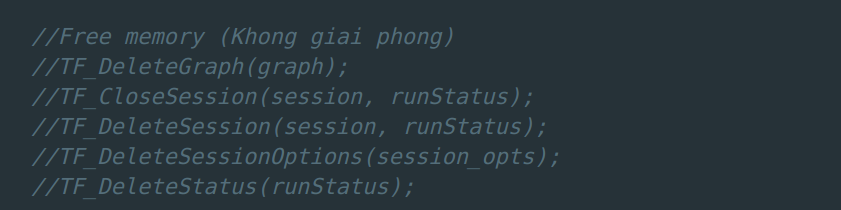 //Free memory (Khong giai phong)
//TF_DeleteGraph(graph);
//TF_CloseSession(session, runStatus);
//TF_DeleteSession(session, runStatus);
//TF_DeleteSessionOptions(session_opts);
//TF_DeleteStatus(runStatus);